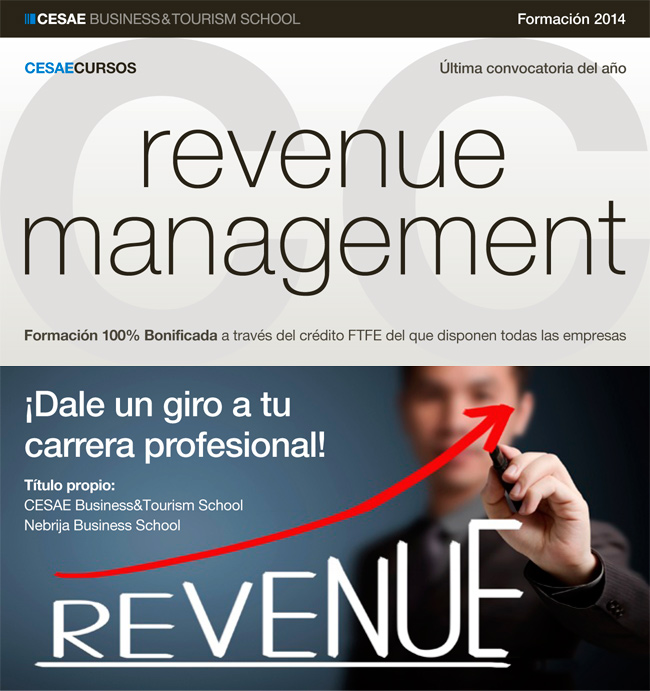 CESAE BUSINESS&TOURISM SCHOOL
Formación 2014
CESAECURSOS
Última convocatoria del año
CC
revenue
management
Formación 100% Bonificada a través del crédito FTFE del que disponen todas las empresas
¡Dale un giro a tu
carrera profesional!
Título propio:
CESAE Business&Tourism School
Nebrija Business School
REVENUE